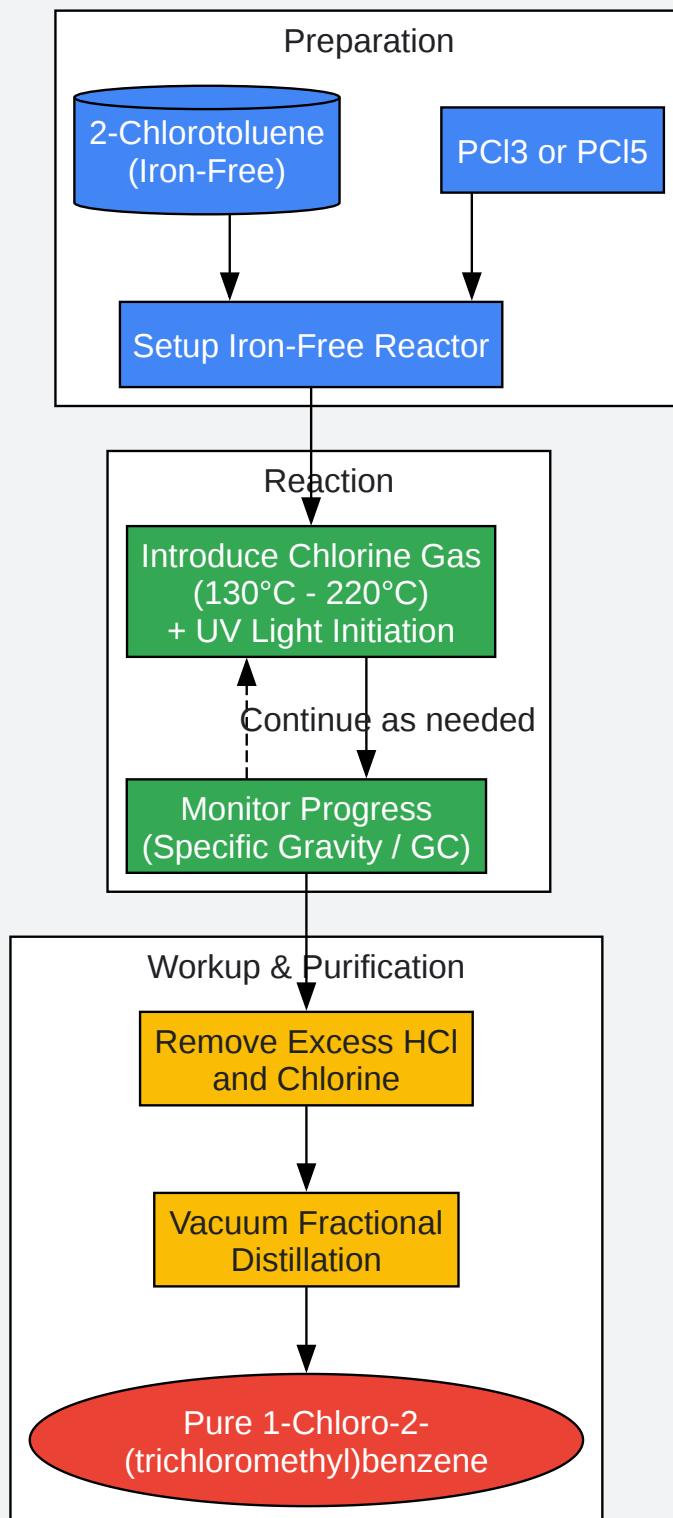 Preparation
2-Chlorotoluene
(Iron-Free)
PCl3 or PCl5
Setup Iron-Free Reactor
Reaction
Introduce Chlorine Gas
(130°C - 220°C)
+ UV Light Initiation
Continue as needed
Monitor Progress
(Specific Gravity / GC)
Workup & Purification
Remove Excess HCl
and Chlorine
Vacuum Fractional
Distillation
Pure 1-Chloro-2-
(trichloromethyl)benzene